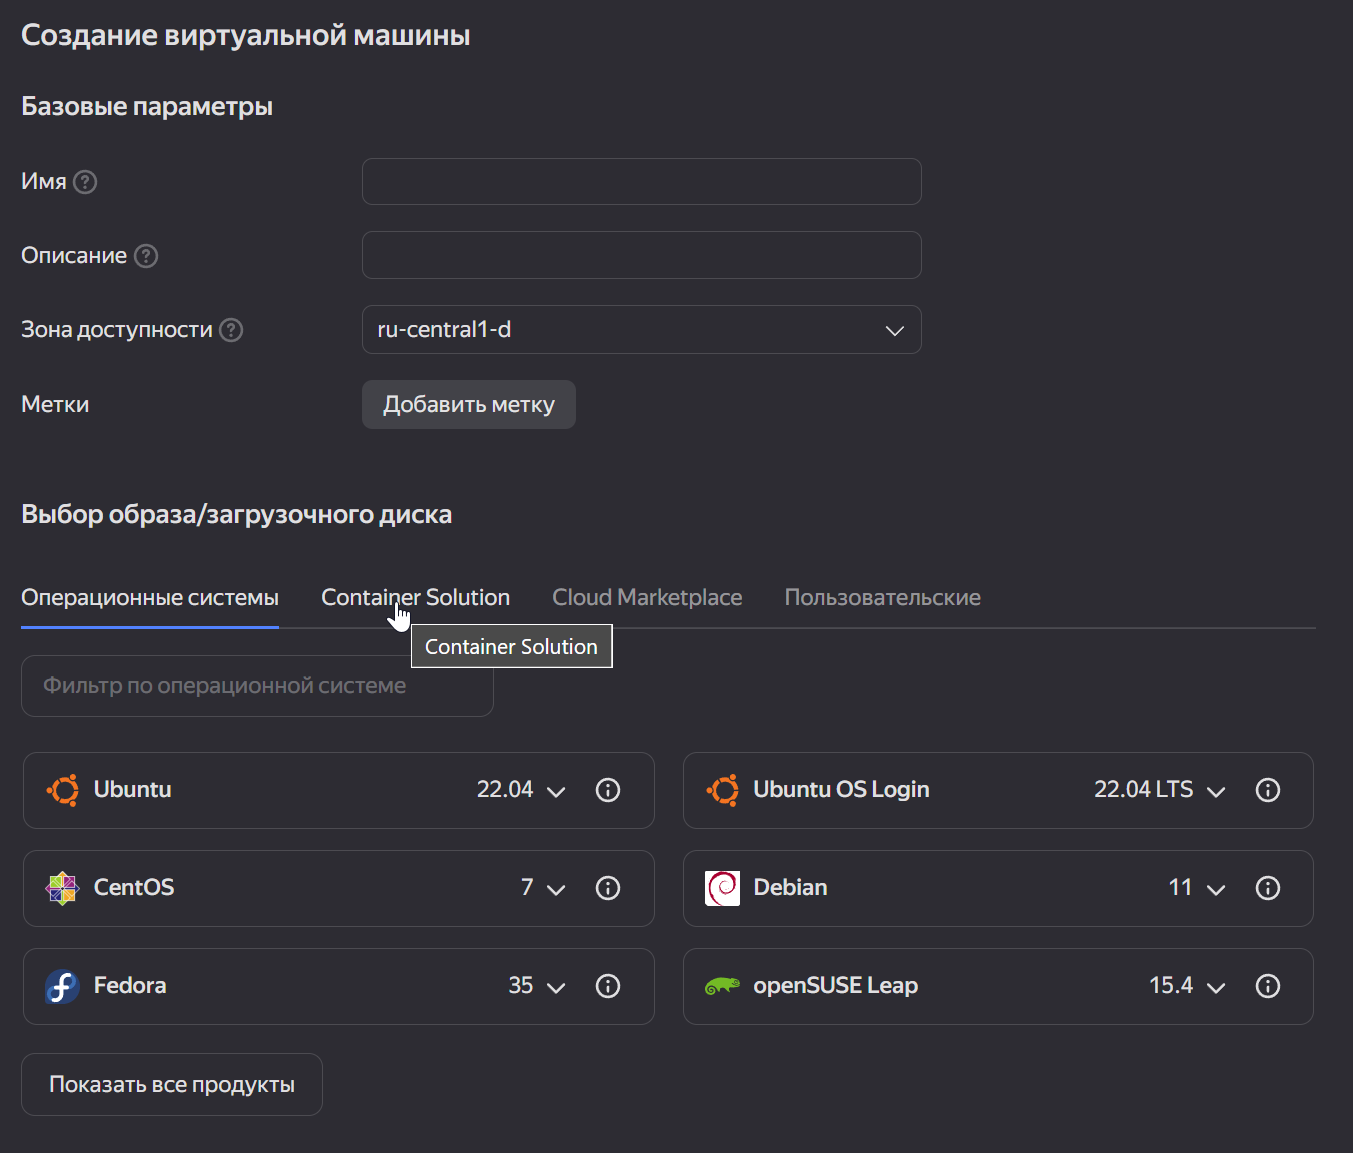 Создание виртуальной машины
Базовые параметры
Имя
Описание
Зона доступности
ru-central1-d
Метки
Добавить метку
Выбор образа/загрузочного диска
Операционные системы
Container Solution
Cloud Marketplace
Пользовательские
Container Solution
Фильтр по операционной системе
Ubuntu
22.04
Ubuntu OS Login
22.04 LTS
CentOS
7
Debian
11
Fedora
35
openSUSE Leap
15.4
Показать все продукты